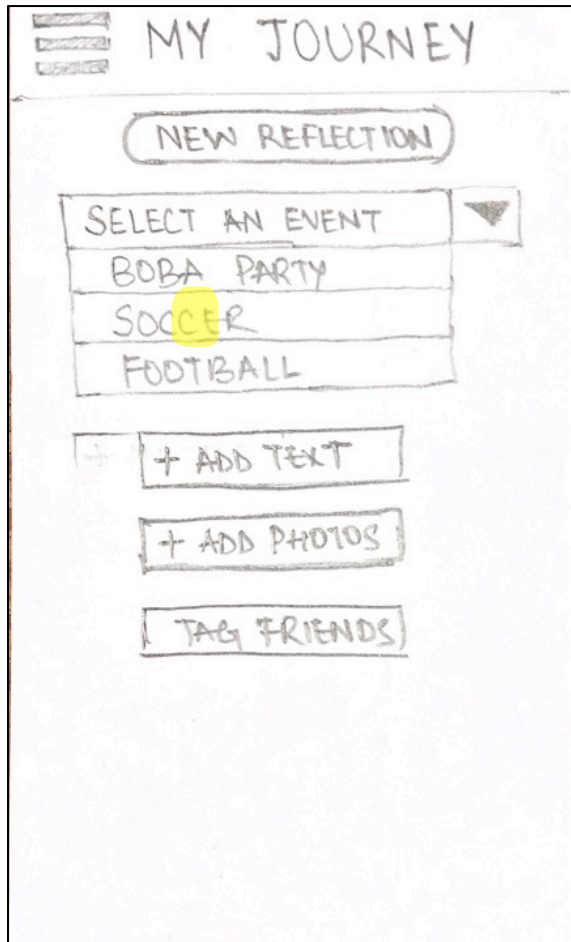 MY JOURNEY
NEW REFLECTION
SELECT AN EVENT
BOBA PARTY
SOCCER
FOOTBALL
+ ADD TEXT
+ ADD PHOTOS
TAG FRIENDS